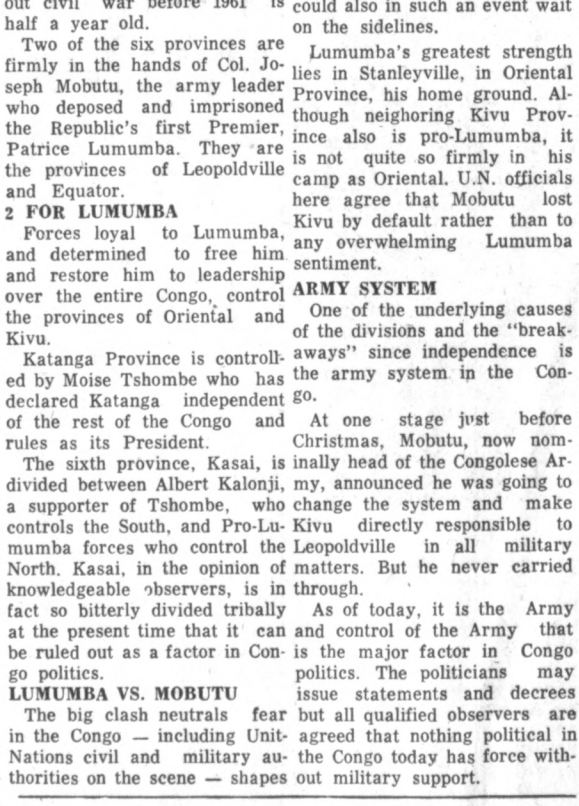 out civil war before 1961 is
half a year old.
Two of the six provinces are
firmly in the hands of Col. Jo-
seph Mobutu, the army leader
who deposed and imprisoned
the Republic's first Premier,
Patrice Lumumba. They are
the provinces of Leopoldville
and Equator.
2 FOR LUMUMBA
Forces loyal to Lumumba,
and determined to free him
and restore him to leadership
over the entire Congo, control
the provinces of Oriental and
Kivu.
Katanga Province is controll-
ed by Moise Tshombe who has
declared Katanga independent
of the rest of the Congo and
rules as its President.
The sixth province, Kasai, is
divided between Albert Kalonji,
a supporter of Tshombe, who
controls the South, and Pro-Lu-
mumba forces who control the
North. Kasai, in the opinion of
knowledgeable observers, is in
fact so bitterly divided tribally
at the present time that it can
be ruled out as a factor in Con-
go politics.
LUMUMBA VS. MOBUTU
The big clash neutrals fear
in the Congo — including Unit-
Nations civil and military au-
thorities on the scene — shapes
could also in such an event wait
on the sidelines.
Lumumba's greatest strength
lies in Stanleyville, in Oriental
Province, his home ground. Al-
though neighoring Kivu Prov-
ince also is pro-Lumumba, it
is not quite so firmly in his
camp as Oriental. U.N. officials
here agree that Mobutu lost
Kivu by default rather than to
any overwhelming Lumumba
sentiment.
ARMY SYSTEM
One of the underlying causes
of the divisions and the "break-
aways" since independence is
the army system in the Con-
go.
At one stage just before
Christmas, Mobutu, now nom-
inally head of the Congolese Ar-
my, announced he was going to
change the system and make
Kivu directly responsible to
Leopoldville in all military
matters. But he never carried
through.
As of today, it is the Army
and control of the Army that
is the major factor in Congo
politics. The politicians may
issue statements and decrees
but all qualified observers are
agreed that nothing political in
the Congo today has force with-
out military support.